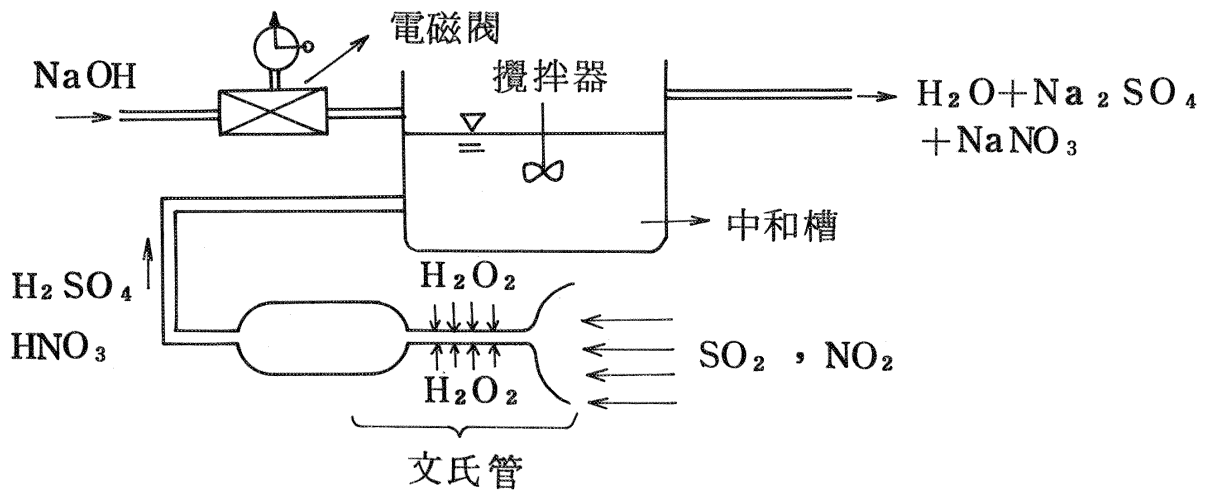 電磁閥
NaOH
攪拌器
H₂O+Na₂SO₄
+NaNO₃
中和槽
H₂SO₄
HNO₃
H₂O₂
H₂O₂
SO₂，NO₂
文氏管